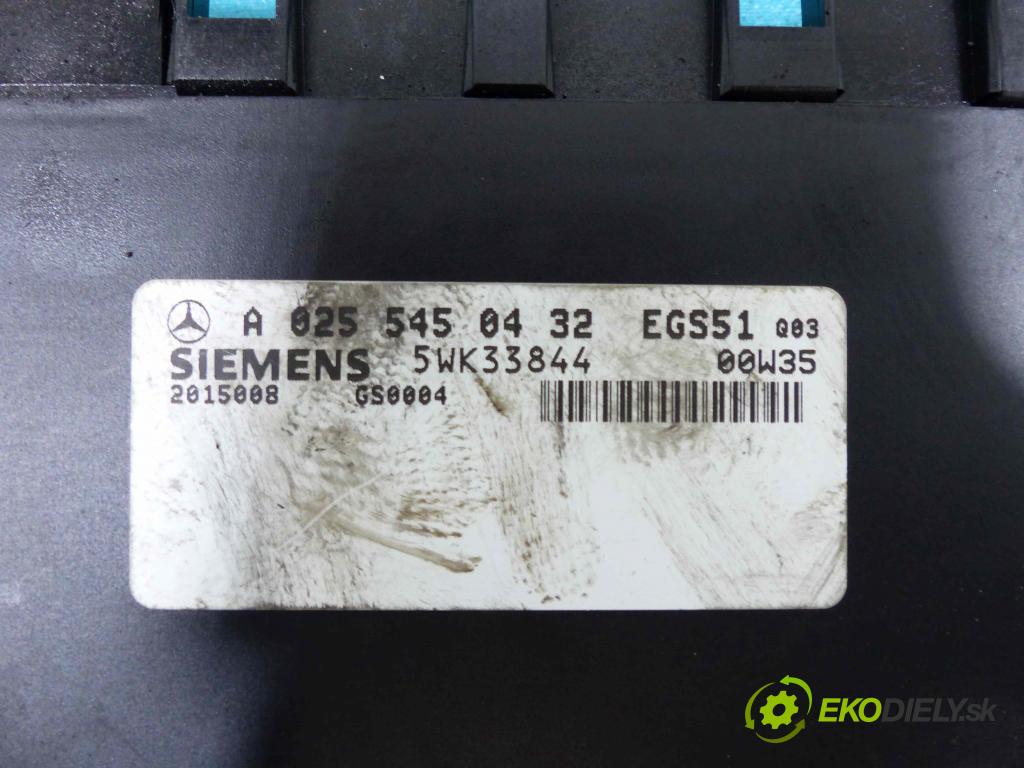 A 025 545 04 32 EGS51 Q03
SIEMENS 5WK33844 00W35
2015008 GS0004
EKODIELY.sk